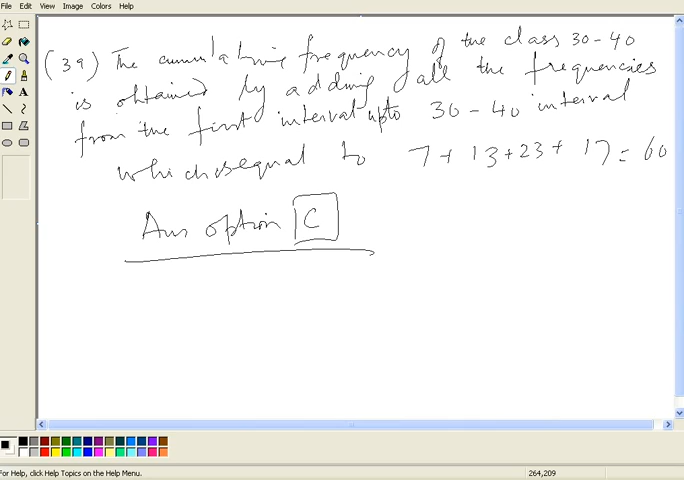 File Edit View Image Colors Help
(39) The cumulative frequency of the class 30-40
is obtained by adding all the frequencies
from the first interval upto 30-40 interval
which is equal to 7+13+23+17=60
Ans option C
For Help, click Help Topics on the Help Menu.
264,209